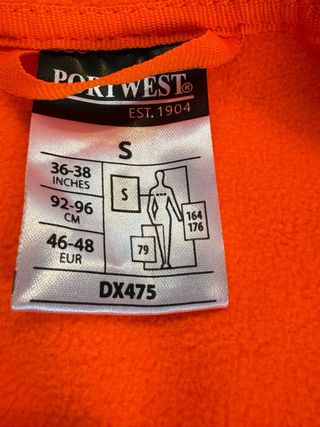 PORTWEST®
EST. 1904
S
36-38
INCHES
92-96
CM
46-48
EUR
S
164
176
79
DX475